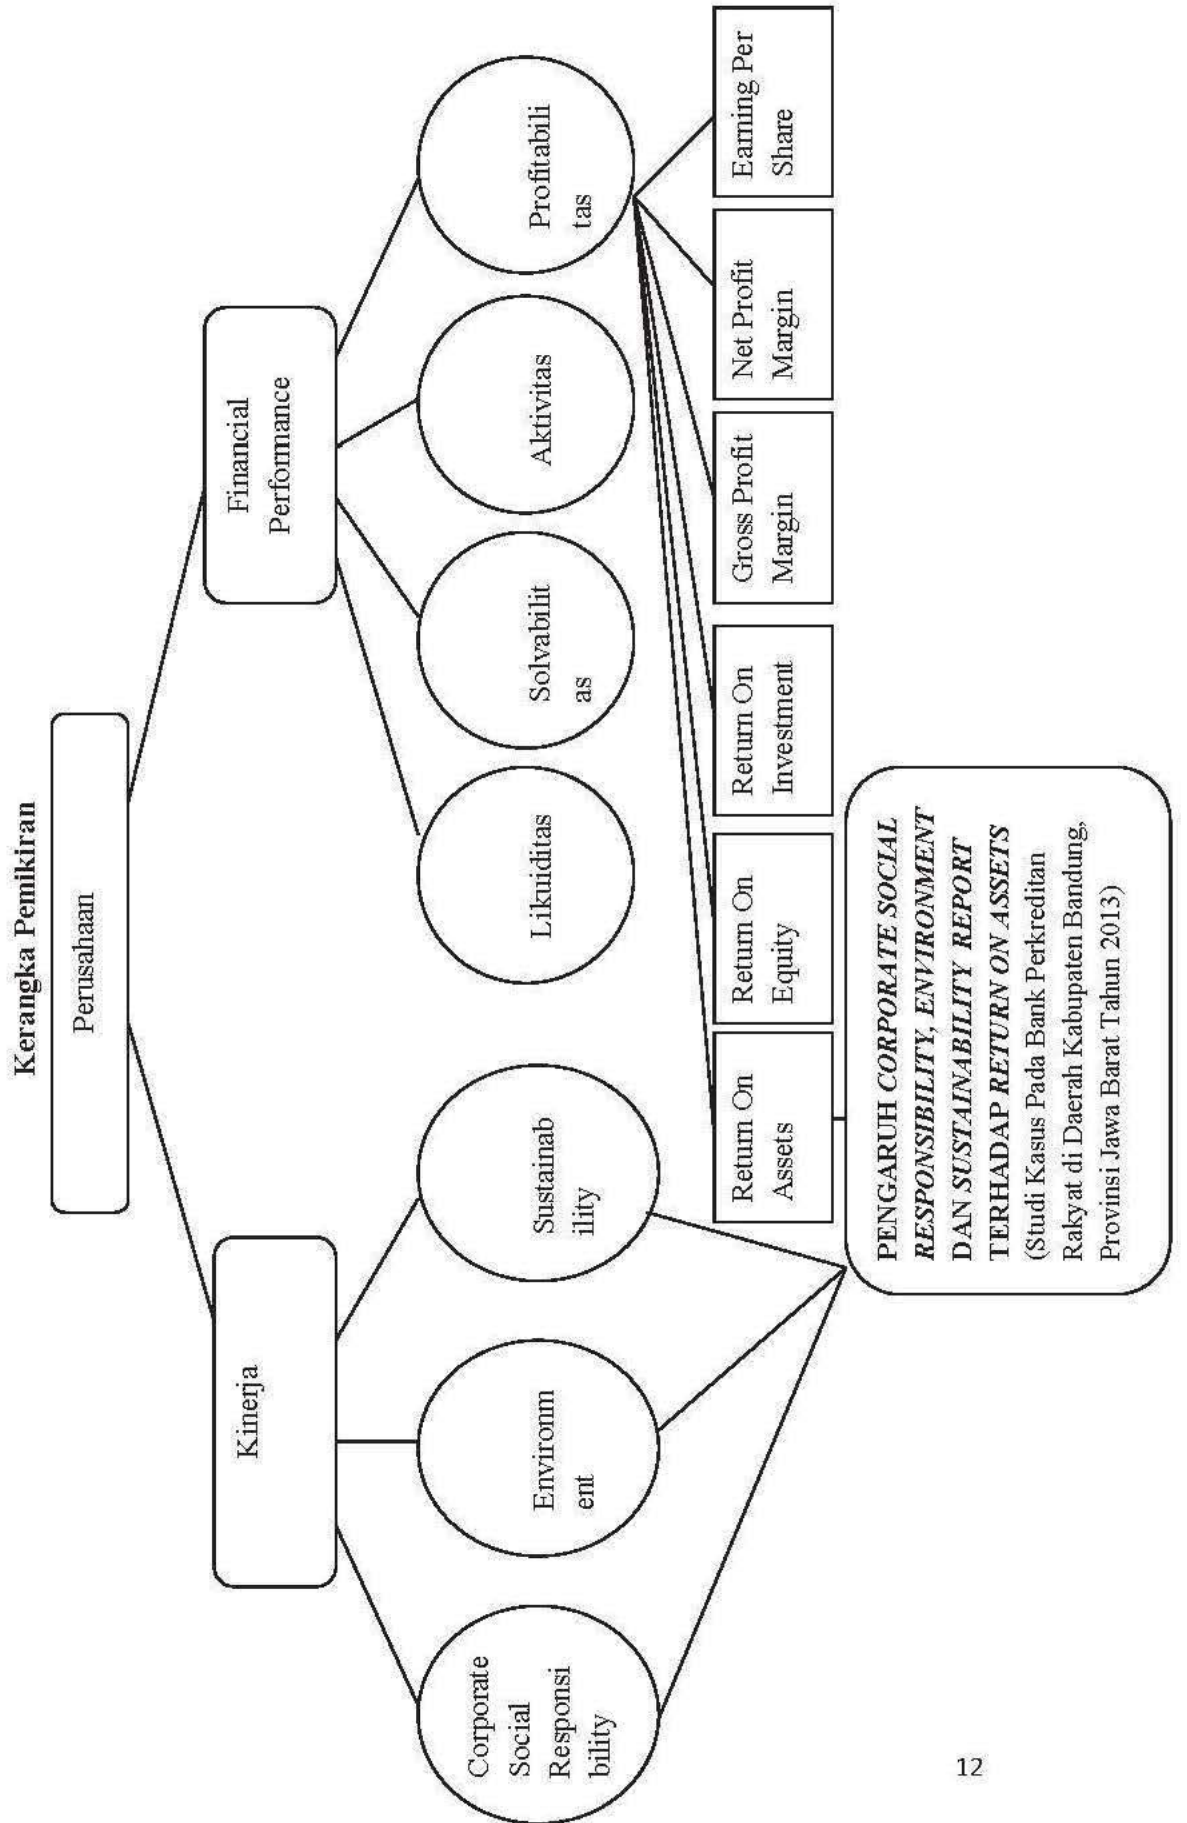 Kerangka Pemikiran
Perusahaan
Kinerja
Financial
Performance
Corporate
Social
Responsi
bility
Environm
ent
Sustainab
ility
Likuiditas
Solvabilit
as
Aktivitas
Profitabili
tas
Return On
Assets
Return On
Equity
Return On
Investment
Gross Profit
Margin
Net Profit
Margin
Earning Per
Share
PENGARUH CORPORATE SOCIAL
RESPONSIBILITY, ENVIRONMENT
DAN SUSTAINABILITY REPORT
TERHADAP RETURN ON ASSETS
(Studi Kasus Pada Bank Perkreditan
Rakyat di Daerah Kabupaten Bandung,
Provinsi Jawa Barat Tahun 2013)
12